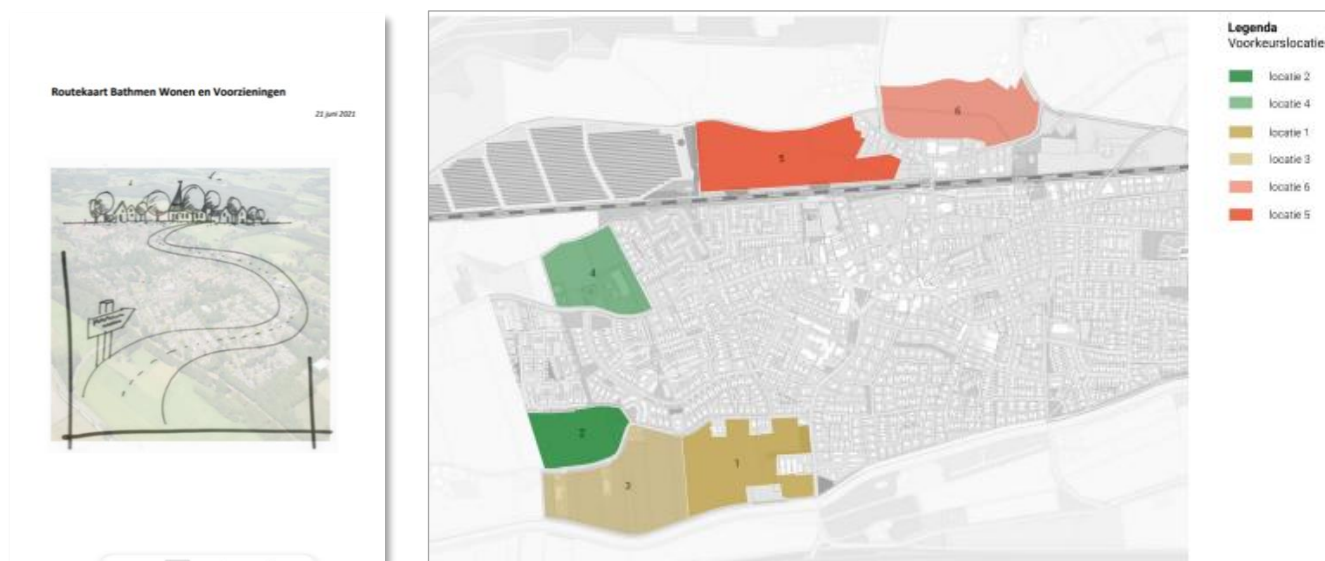 Routekaart Bathmen Wonen en Voorzieningen
21 juni 2021
Legenda
Voorkeurslocatie
locatie 2
locatie 4
locatie 1
locatie 3
locatie 6
locatie 5
6
5
4
2
1
3